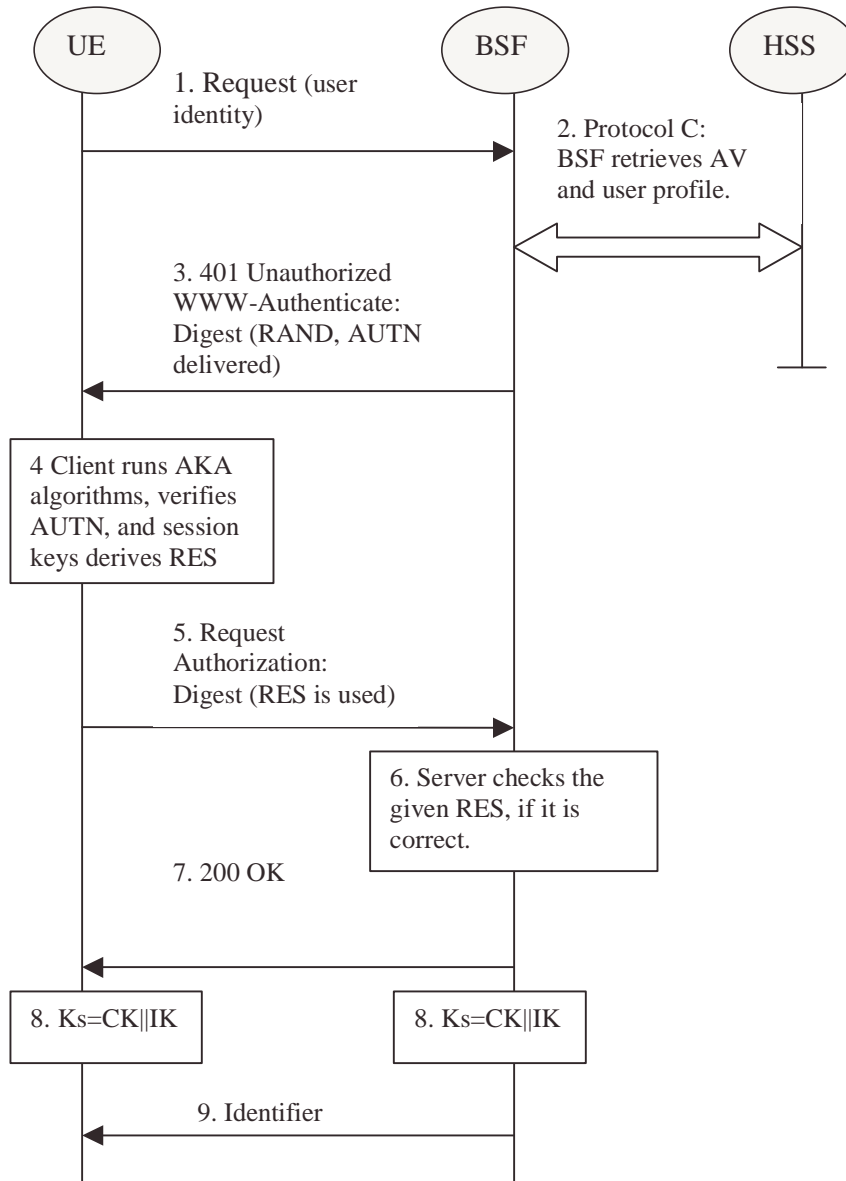 UE
BSF
HSS
1. Request (user
identity)
2. Protocol C:
BSF retrieves AV
and user profile.
3. 401 Unauthorized
WWW-Authenticate:
Digest (RAND, AUTN
delivered)
4 Client runs AKA
algorithms, verifies
AUTN, and session
keys derives RES
5. Request
Authorization:
Digest (RES is used)
6. Server checks the
given RES, if it is
correct.
7. 200 OK
8. Ks=CK||IK
8. Ks=CK||IK
9. Identifier